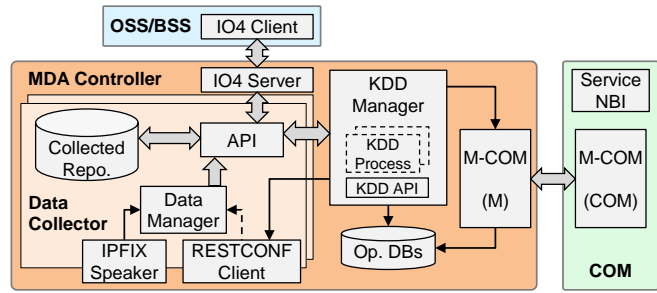 OSS/BSS
IO4 Client
MDA Controller
IO4 Server
KDD
Manager
Service
NBI
Collected
Repo.
API
KDD
Process
KDD API
M-COM
(M)
M-COM
(COM)
Data
Collector
Data
Manager
IPFIX
Speaker
RESTCONF
Client
Op. DBs
COM